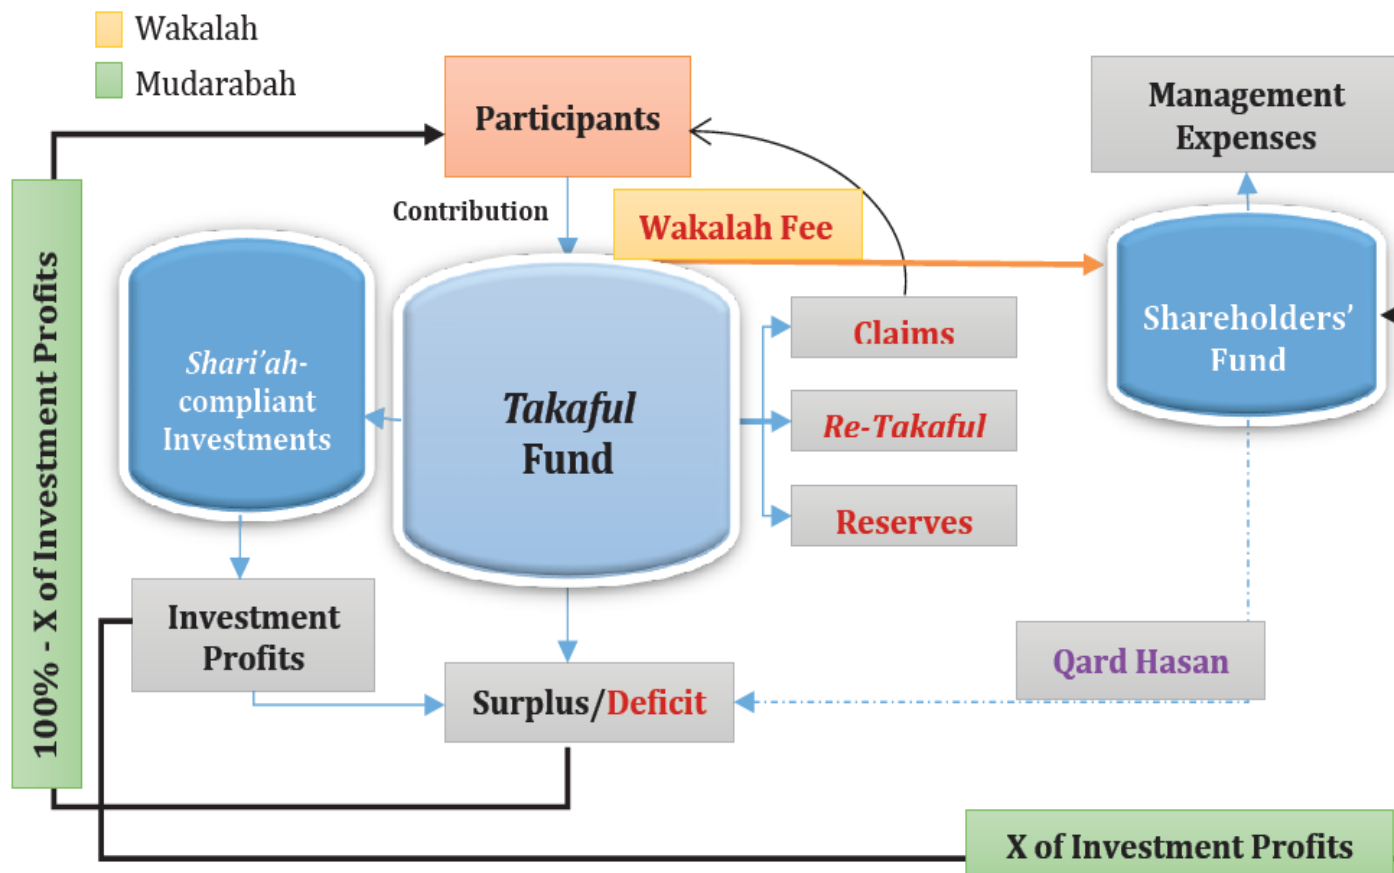 Wakalah
Mudarabah
Participants
Management
Expenses
Contribution
Wakalah Fee
100% - X of Investment Profits
Shari’ah-
compliant
Investments
Takaful
Fund
Claims
Re-Takaful
Reserves
Shareholders’
Fund
Investment
Profits
Surplus/Deficit
Qard Hasan
X of Investment Profits